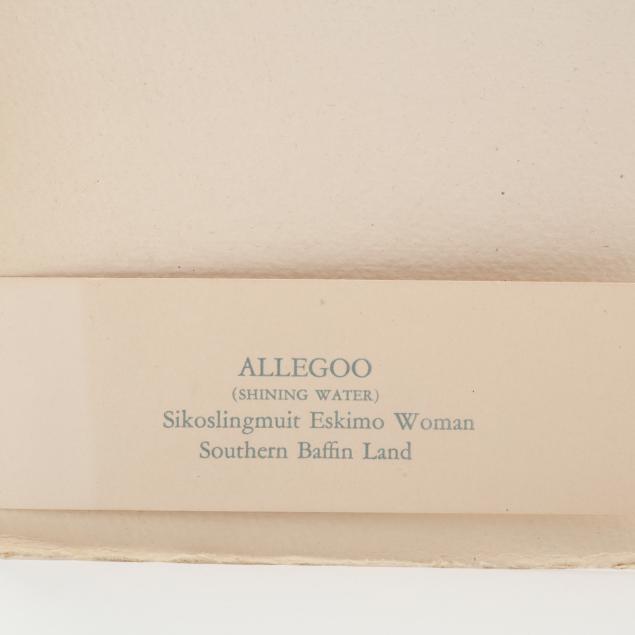 ALLEGOO
(SHINING WATER)
Sikoslingmuit Eskimo Woman
Southern Baffin Land